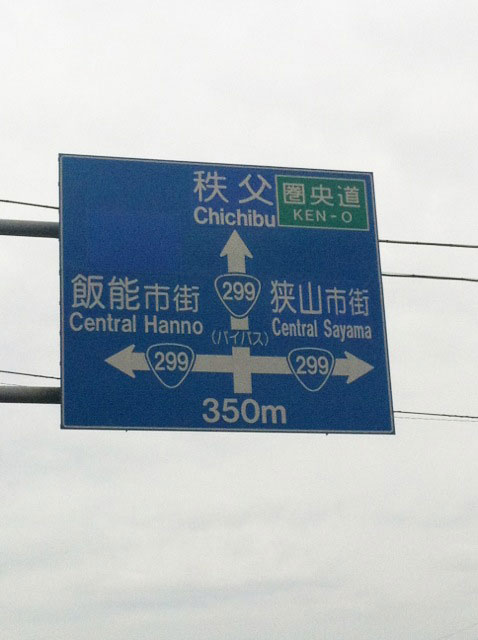 秩父
Chichibu
圏央道
KEN-O
299
飯能市街
Central Hanno
狭山市街
Central Sayama
(バイパス)
299
299
350m